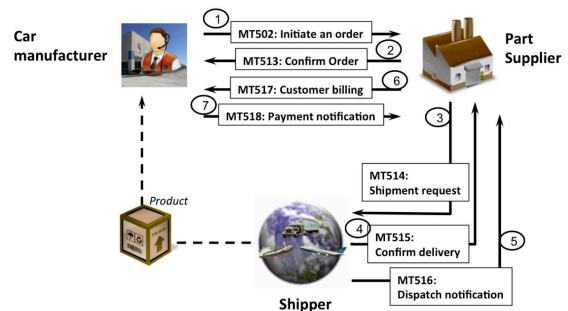 Car
manufacturer
1
MT502: Initiate an order
2
MT513: Confirm Order
6
MT517: Customer billing
7
MT518: Payment notification
Part
Supplier
3
MT514:
Shipment request
Product
4
MT515:
Confirm delivery
5
MT516:
Dispatch notification
Shipper